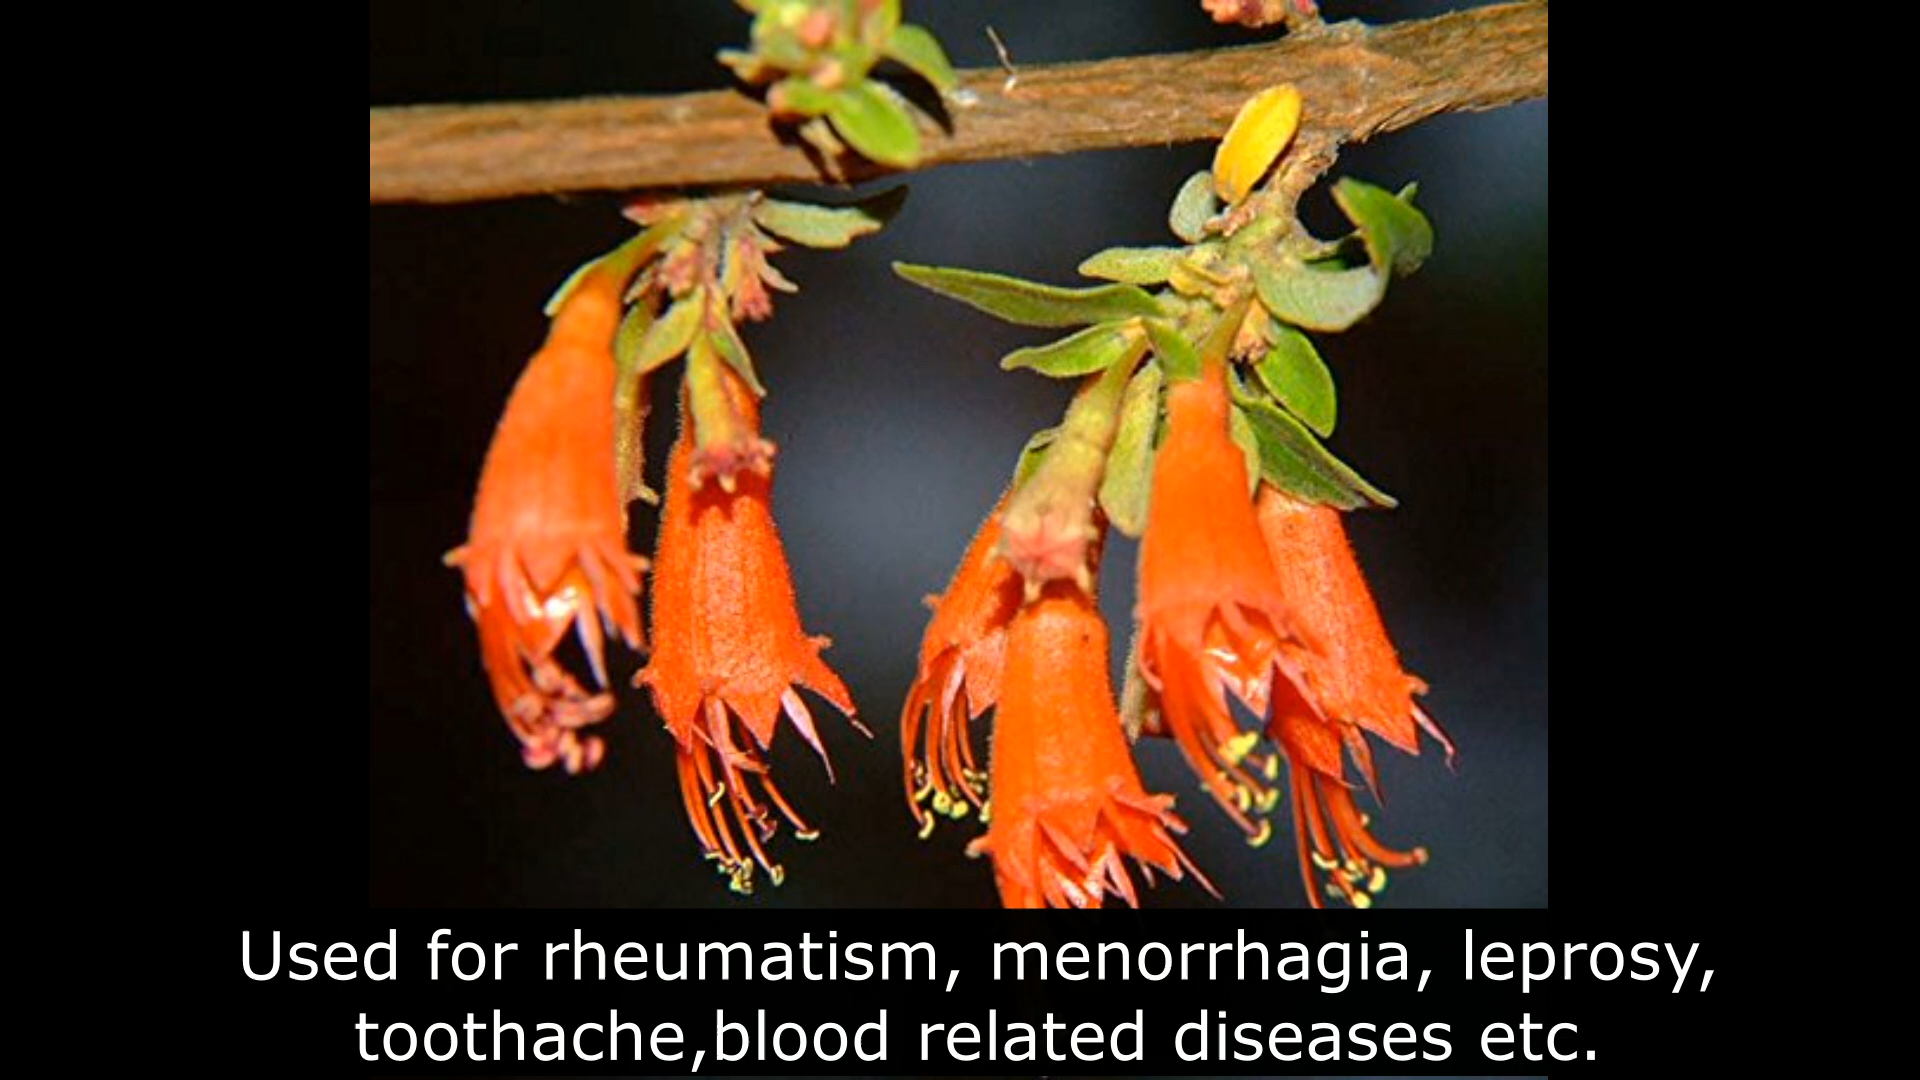 Used for rheumatism, menorrhagia, leprosy,
toothache,blood related diseases etc.